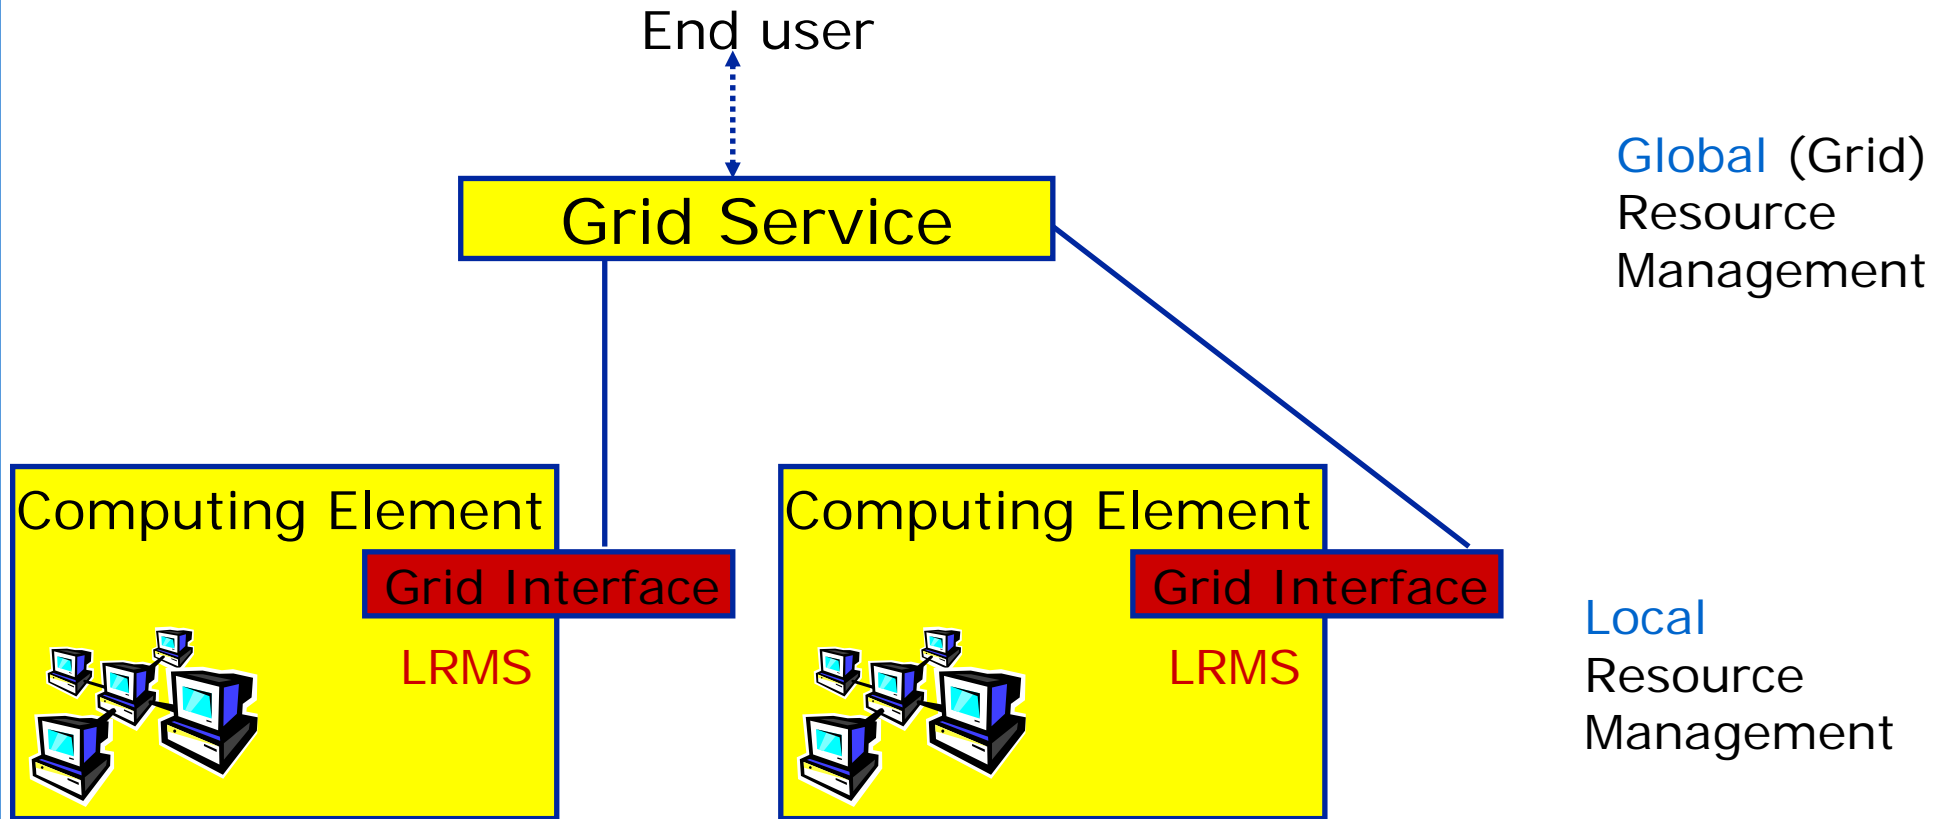 End user
Grid Service
Global (Grid)
Resource
Management
Computing Element
Grid Interface
LRMS
Computing Element
Grid Interface
LRMS
Local
Resource
Management